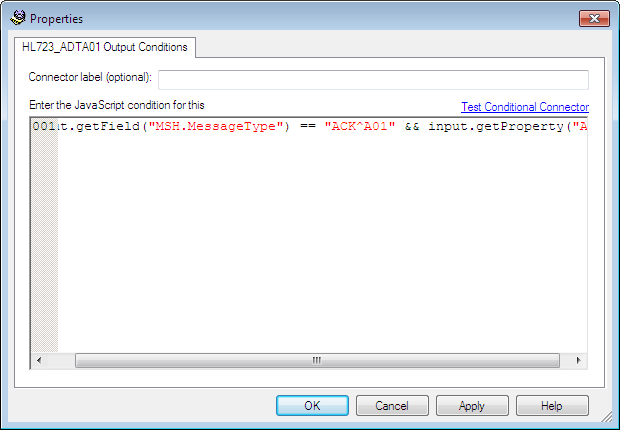 Properties
HL723_ADTA01 Output Conditions
Connector label (optional):
Enter the JavaScript condition for this
Test Conditional Connector
001 t.getField("MSH.MessageType") == "ACK^A01" && input.getProperty("A
OK
Cancel
Apply
Help